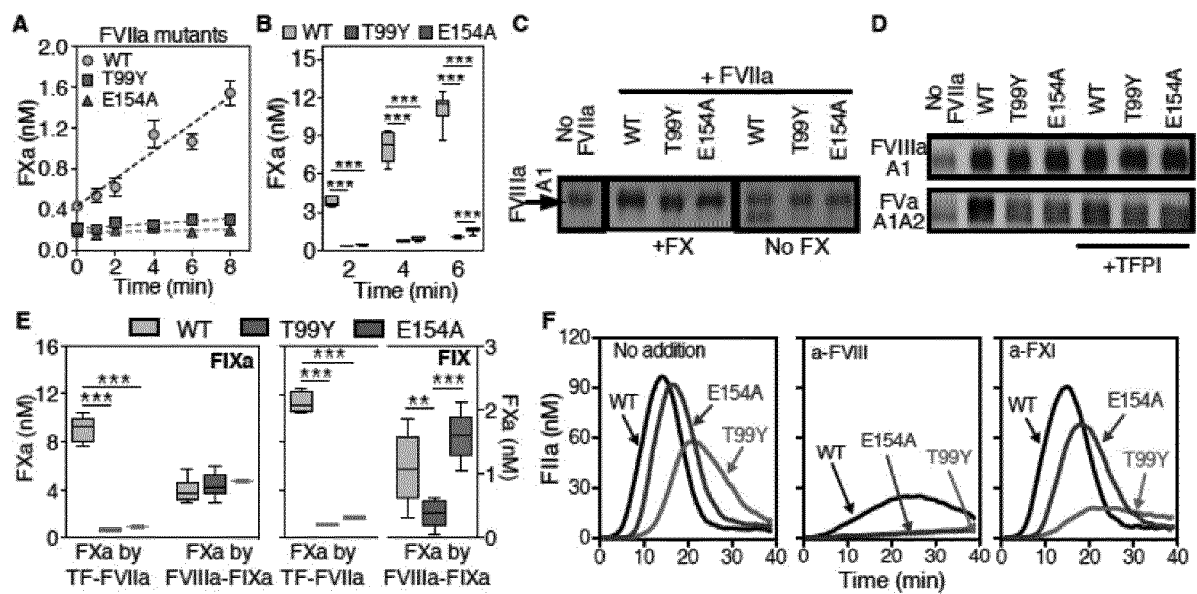 A
FVIIa mutants
FXa (nM)
2.0
1.6
1.2
0.8
0.4
0.0
WT
T99Y
E154A
0 2 4 6 8
Time (min)
B
WT T99Y E154A
FXa (nM)
15
12
9
6
3
0
*** *** *** *** *** *** ***
2 4 6
Time (min)
C
+ FVIIa
No FVIIa
WT
T99Y
E154A
WT
T99Y
E154A
FVIIIa A1
+FX
No FX
D
No FVIIa
WT
T99Y
E154A
WT
T99Y
E154A
FVIIIa
A1
FVa
A1A2
+TFPI
E
WT T99Y E154A
FXa (nM)
16
12
8
4
0
FIXa
***
***
FXa by
TF-FVIIa
FXa by
FVIIIa-FIXa
FIX
***
***
**
***
3
2
1
0
FXa (nM)
FXa by
TF-FVIIa
FXa by
FVIIIa-FIXa
F
FIIa (nM)
120
90
60
30
0
No addition
WT
E154A
T99Y
0 10 20 30 40
a-FVIII
WT
E154A
T99Y
0 10 20 30 40
a-FXI
WT
E154A
T99Y
0 10 20 30 40
Time (min)